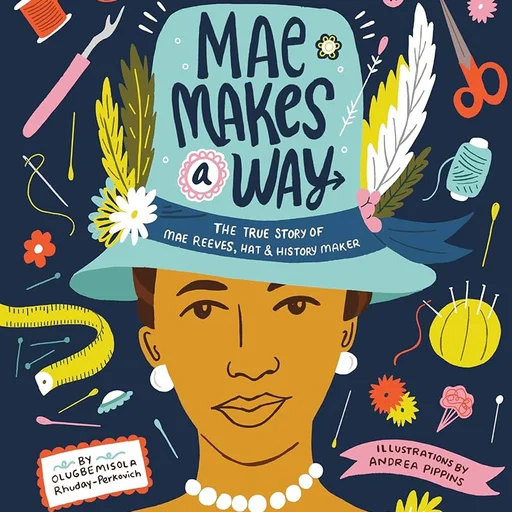 MAE
MAKES
a WAY
THE TRUE STORY OF
MAE REEVES, HAT & HISTORY MAKER
BY
OLUGBEMISOLA
RHUDAY-PERKOVICH
ILLUSTRATIONS BY
ANDREA PIPPINS